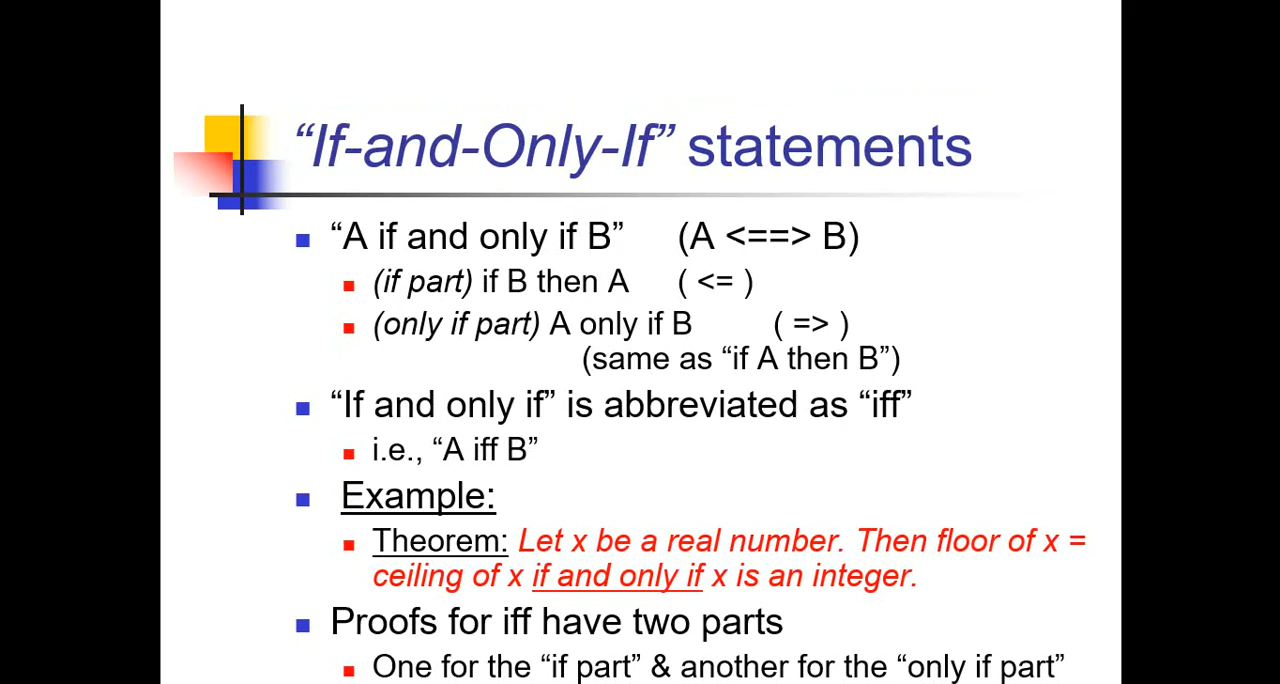 “If-and-Only-If” statements
“A if and only if B” (A <==> B)
(if part) if B then A ( <= )
(only if part) A only if B ( => )
(same as “if A then B”)
“If and only if” is abbreviated as “iff”
i.e., “A iff B”
Example:
Theorem: Let x be a real number. Then floor of x =
ceiling of x if and only if x is an integer.
Proofs for iff have two parts
One for the “if part” & another for the “only if part”